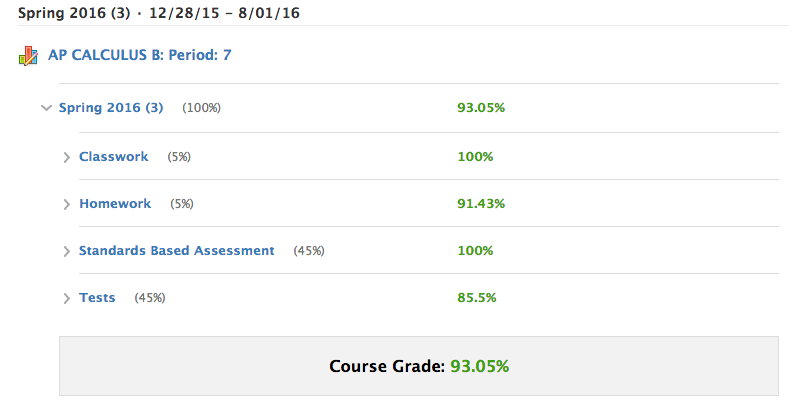 Spring 2016 (3) · 12/28/15 - 8/01/16
AP CALCULUS B: Period: 7
Spring 2016 (3) (100%) 93.05%
Classwork (5%) 100%
Homework (5%) 91.43%
Standards Based Assessment (45%) 100%
Tests (45%) 85.5%
Course Grade: 93.05%